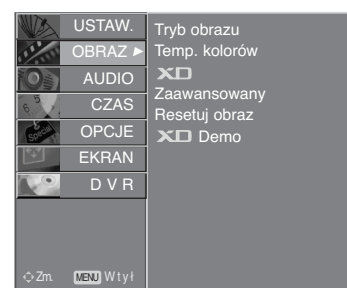 USTAW.
OBRAZ ►
AUDIO
CZAS
OPCJE
EKRAN
D V R
Tryb obrazu
Temp. kolorów
XD
Zaawansowany
Resetuj obraz
XD Demo
Zm. MENU Wtył
Special